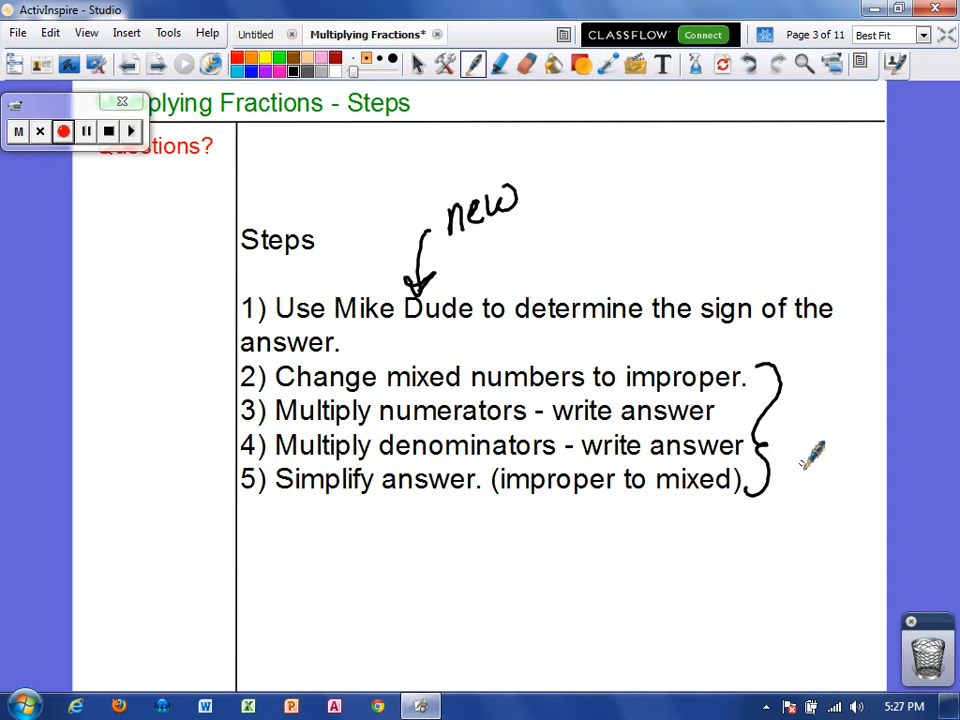 ActivInspire - Studio
File Edit View Insert Tools Help Untitled Multiplying Fractions* CLASSFLOW Connect Page 3 of 11 Best Fit
plying Fractions - Steps
M
uestions?
new
Steps
1) Use Mike Dude to determine the sign of the
answer.
2) Change mixed numbers to improper.
3) Multiply numerators - write answer
4) Multiply denominators - write answer
5) Simplify answer. (improper to mixed)
5:27 PM